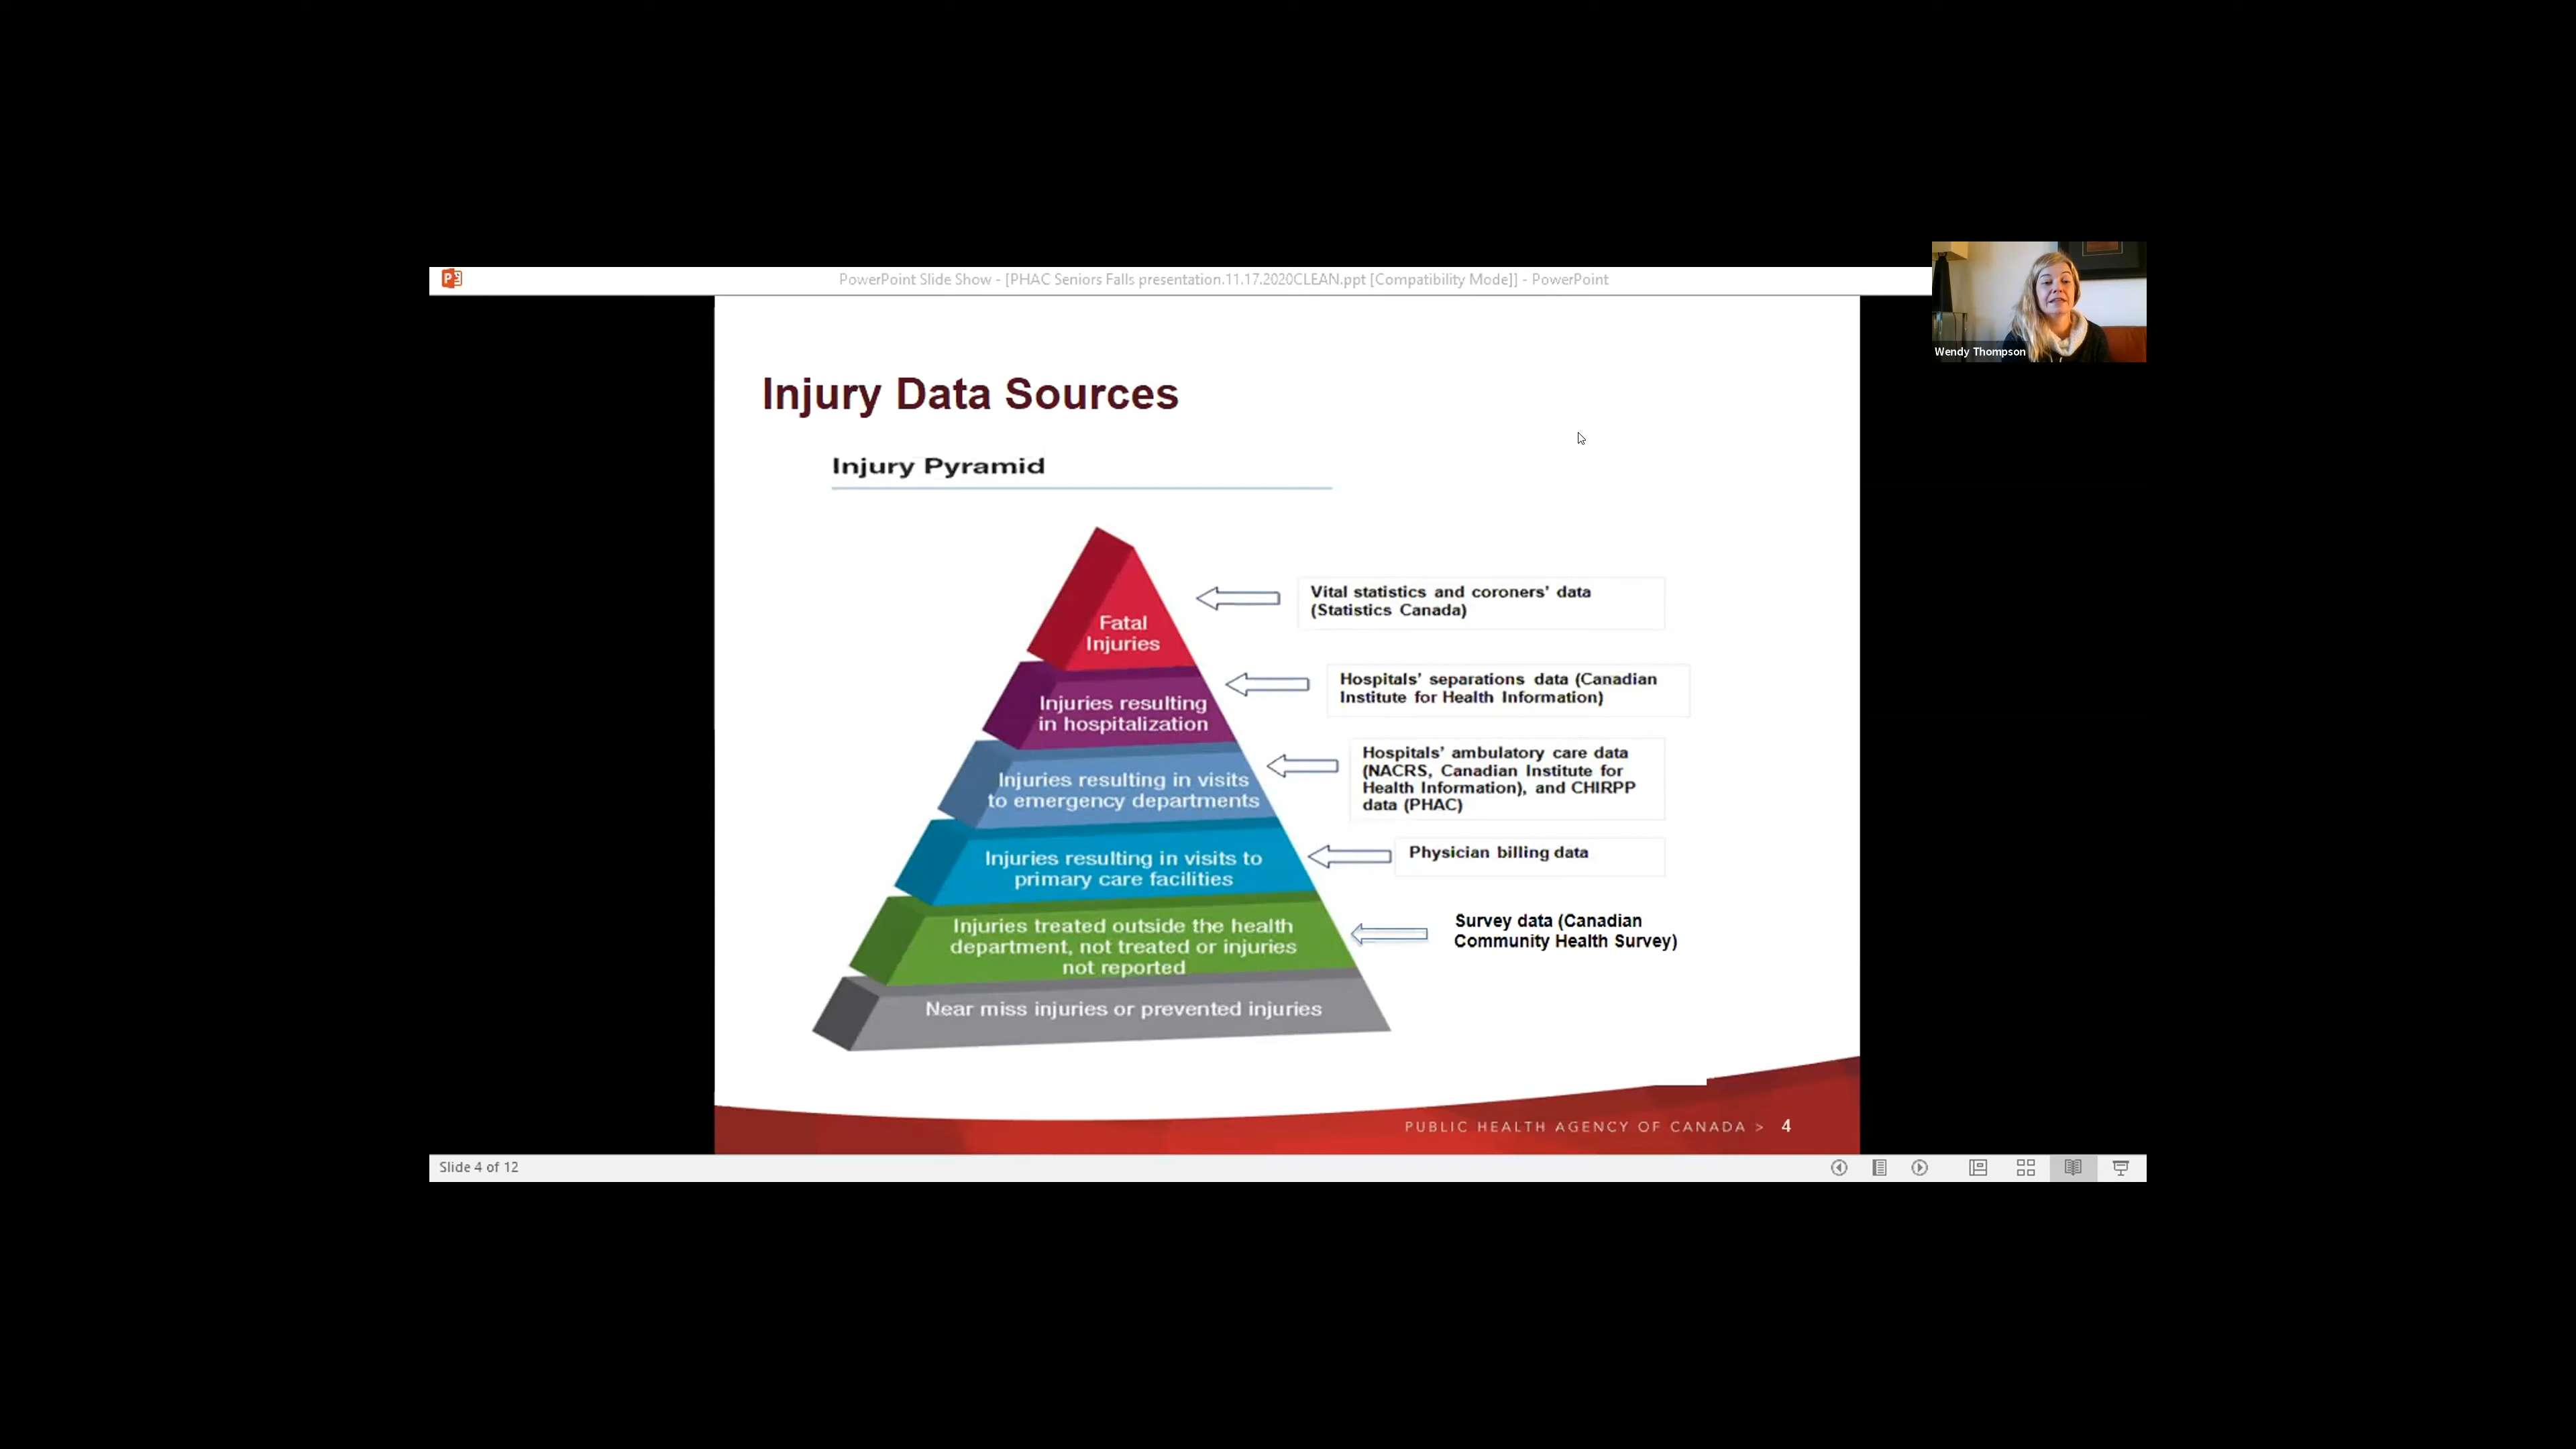 PowerPoint Slide Show - [PHAC Seniors Falls presentation.11.17.2020CLEAN.ppt [Compatibility Mode]] - PowerPoint
Wendy Thompson
Injury Data Sources
Injury Pyramid
Fatal
Injuries
Vital statistics and coroners' data
(Statistics Canada)
Injuries resulting
in hospitalization
Hospitals' separations data (Canadian
Institute for Health Information)
Injuries resulting in visits
to emergency departments
Hospitals' ambulatory care data
(NACRS, Canadian Institute for
Health Information), and CHIRPP
data (PHAC)
Injuries resulting in visits to
primary care facilities
Physician billing data
Injuries treated outside the health
department, not treated or injuries
not reported
Survey data (Canadian
Community Health Survey)
Near miss injuries or prevented injuries
PUBLIC HEALTH AGENCY OF CANADA > 4
Slide 4 of 12